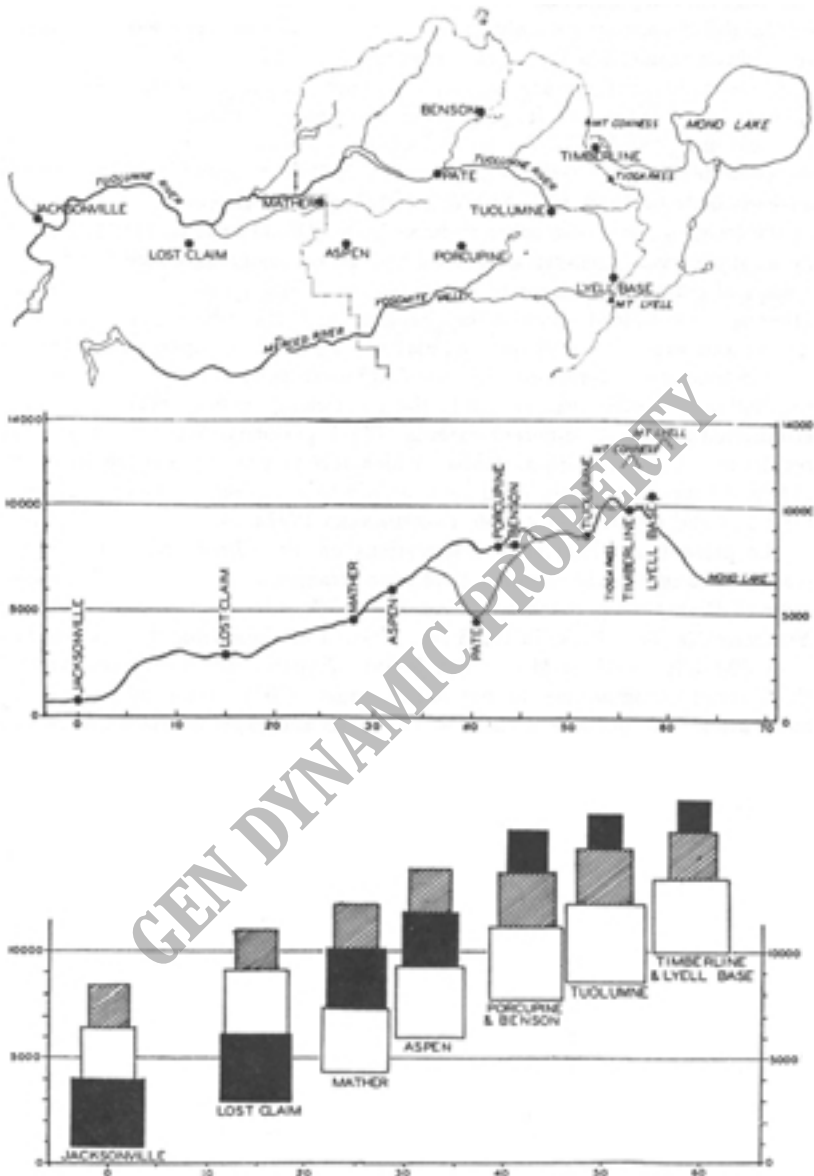 BENSON
MT CONNESS
MONO LAKE
TIMBERLINE
TUOLUMNE RIVER
PATE
TUOLUMNE RIVER
TIOGA PASS
JACKSONVILLE
MATHER
TUOLUMNE
LOST CLAIM
ASPEN
PORCUPINE
LYELL BASE
YOSEMITE VALLEY
MT LYELL
MERCED RIVER
14000
14000
MT LYELL
MT CONNESS
10000
10000
PORCUPINE
BENSON
TUOLUMNE
TIOGA PASS
TIMBERLINE
LYELL BASE
MONO LAKE
5000
5000
JACKSONVILLE
LOST CLAIM
MATHER
ASPEN
PATE
0
0
0
10
20
30
40
50
60
70
GEN DYNAMIC PROPERTY
10000
10000
TIMBERLINE
& LYELL BASE
TUOLUMNE
PORCUPINE
& BENSON
ASPEN
5000
5000
MATHER
LOST CLAIM
JACKSONVILLE
0
0
0
10
20
30
40
50
60